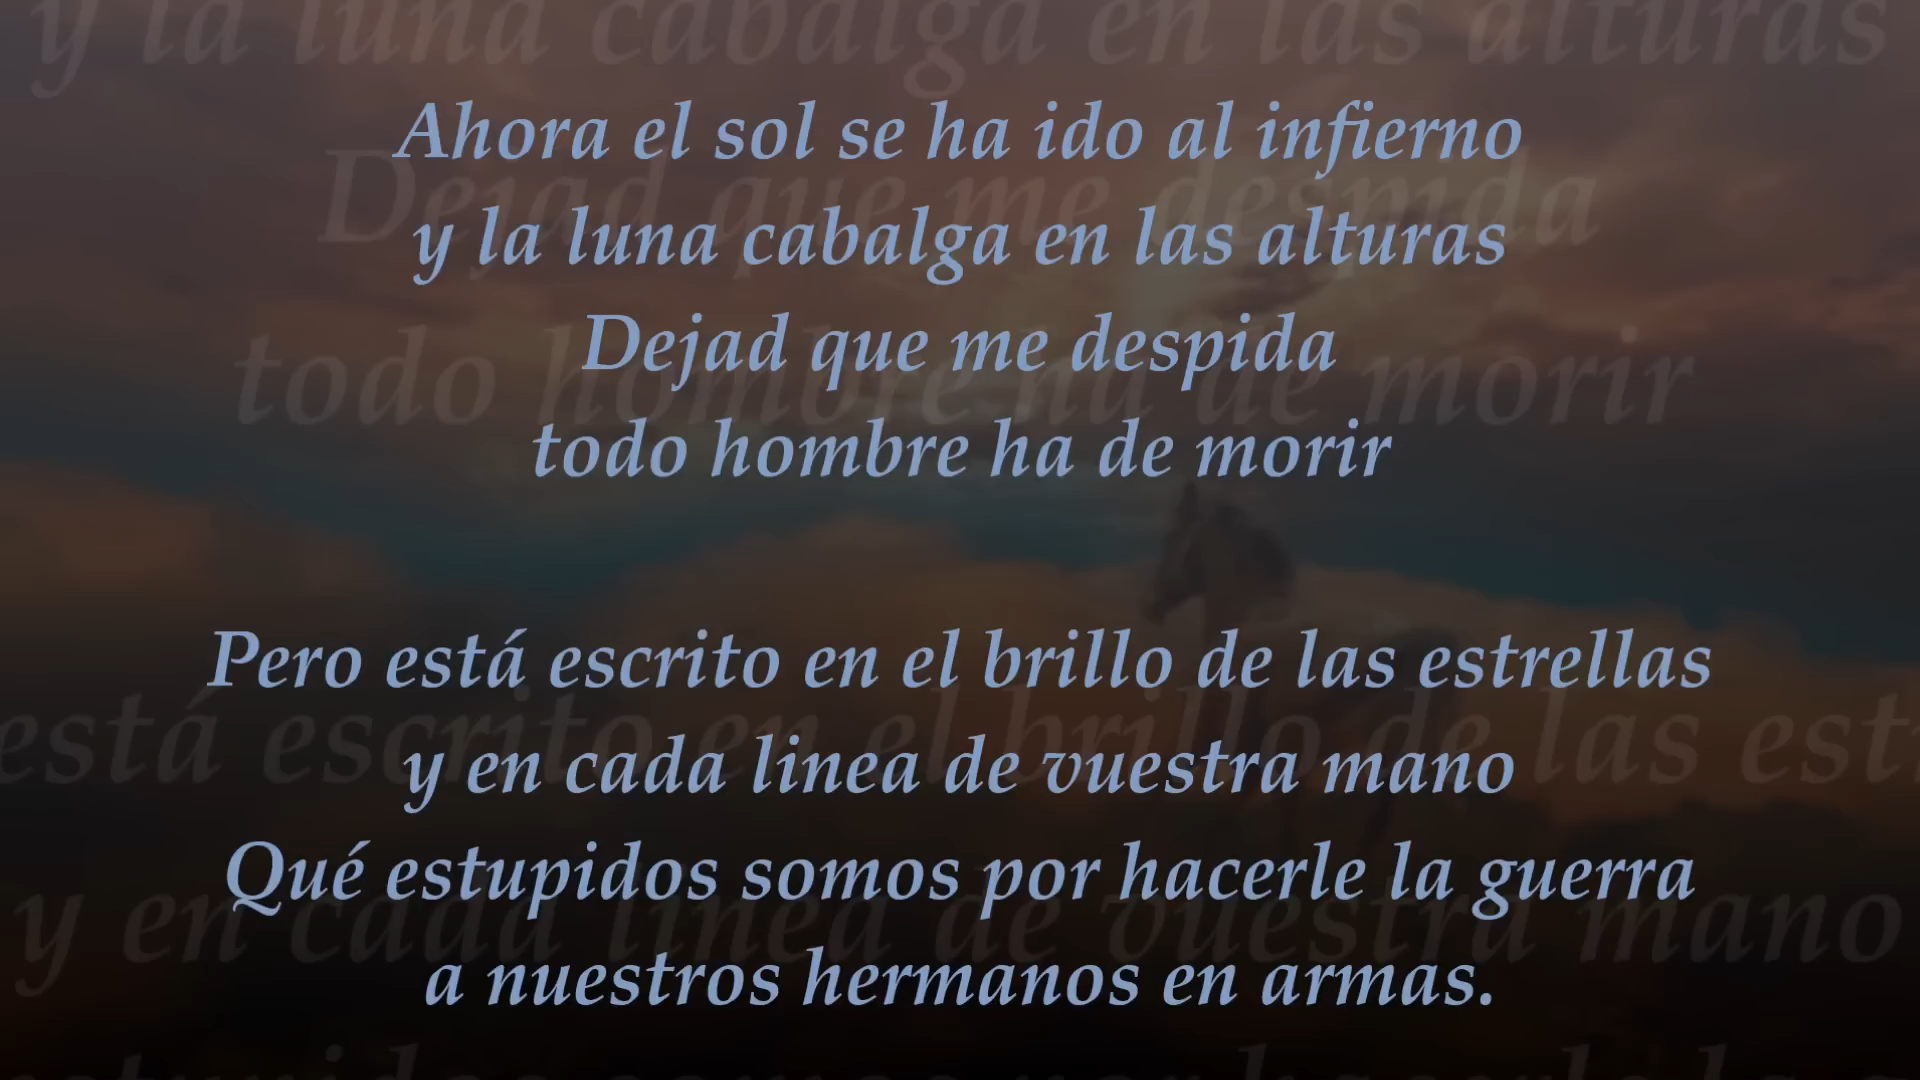 Ahora el sol se ha ido al infierno
y la luna cabalga en las alturas
Dejad que me despida
todo hombre ha de morir
Pero está escrito en el brillo de las estrellas
y en cada linea de vuestra mano
Qué estupidos somos por hacerle la guerra
a nuestros hermanos en armas.